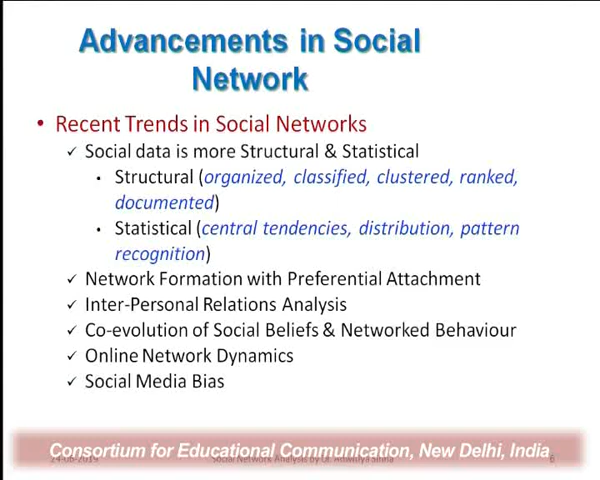 Advancements in Social
Network
• Recent Trends in Social Networks
✓ Social data is more Structural & Statistical
• Structural (organized, classified, clustered, ranked,
documented)
• Statistical (central tendencies, distribution, pattern
recognition)
✓ Network Formation with Preferential Attachment
✓ Inter-Personal Relations Analysis
✓ Co-evolution of Social Beliefs & Networked Behaviour
✓ Online Network Dynamics
✓ Social Media Bias
Consortium for Educational Communication, New Delhi, India
Social Network Analysis by Dr.
6